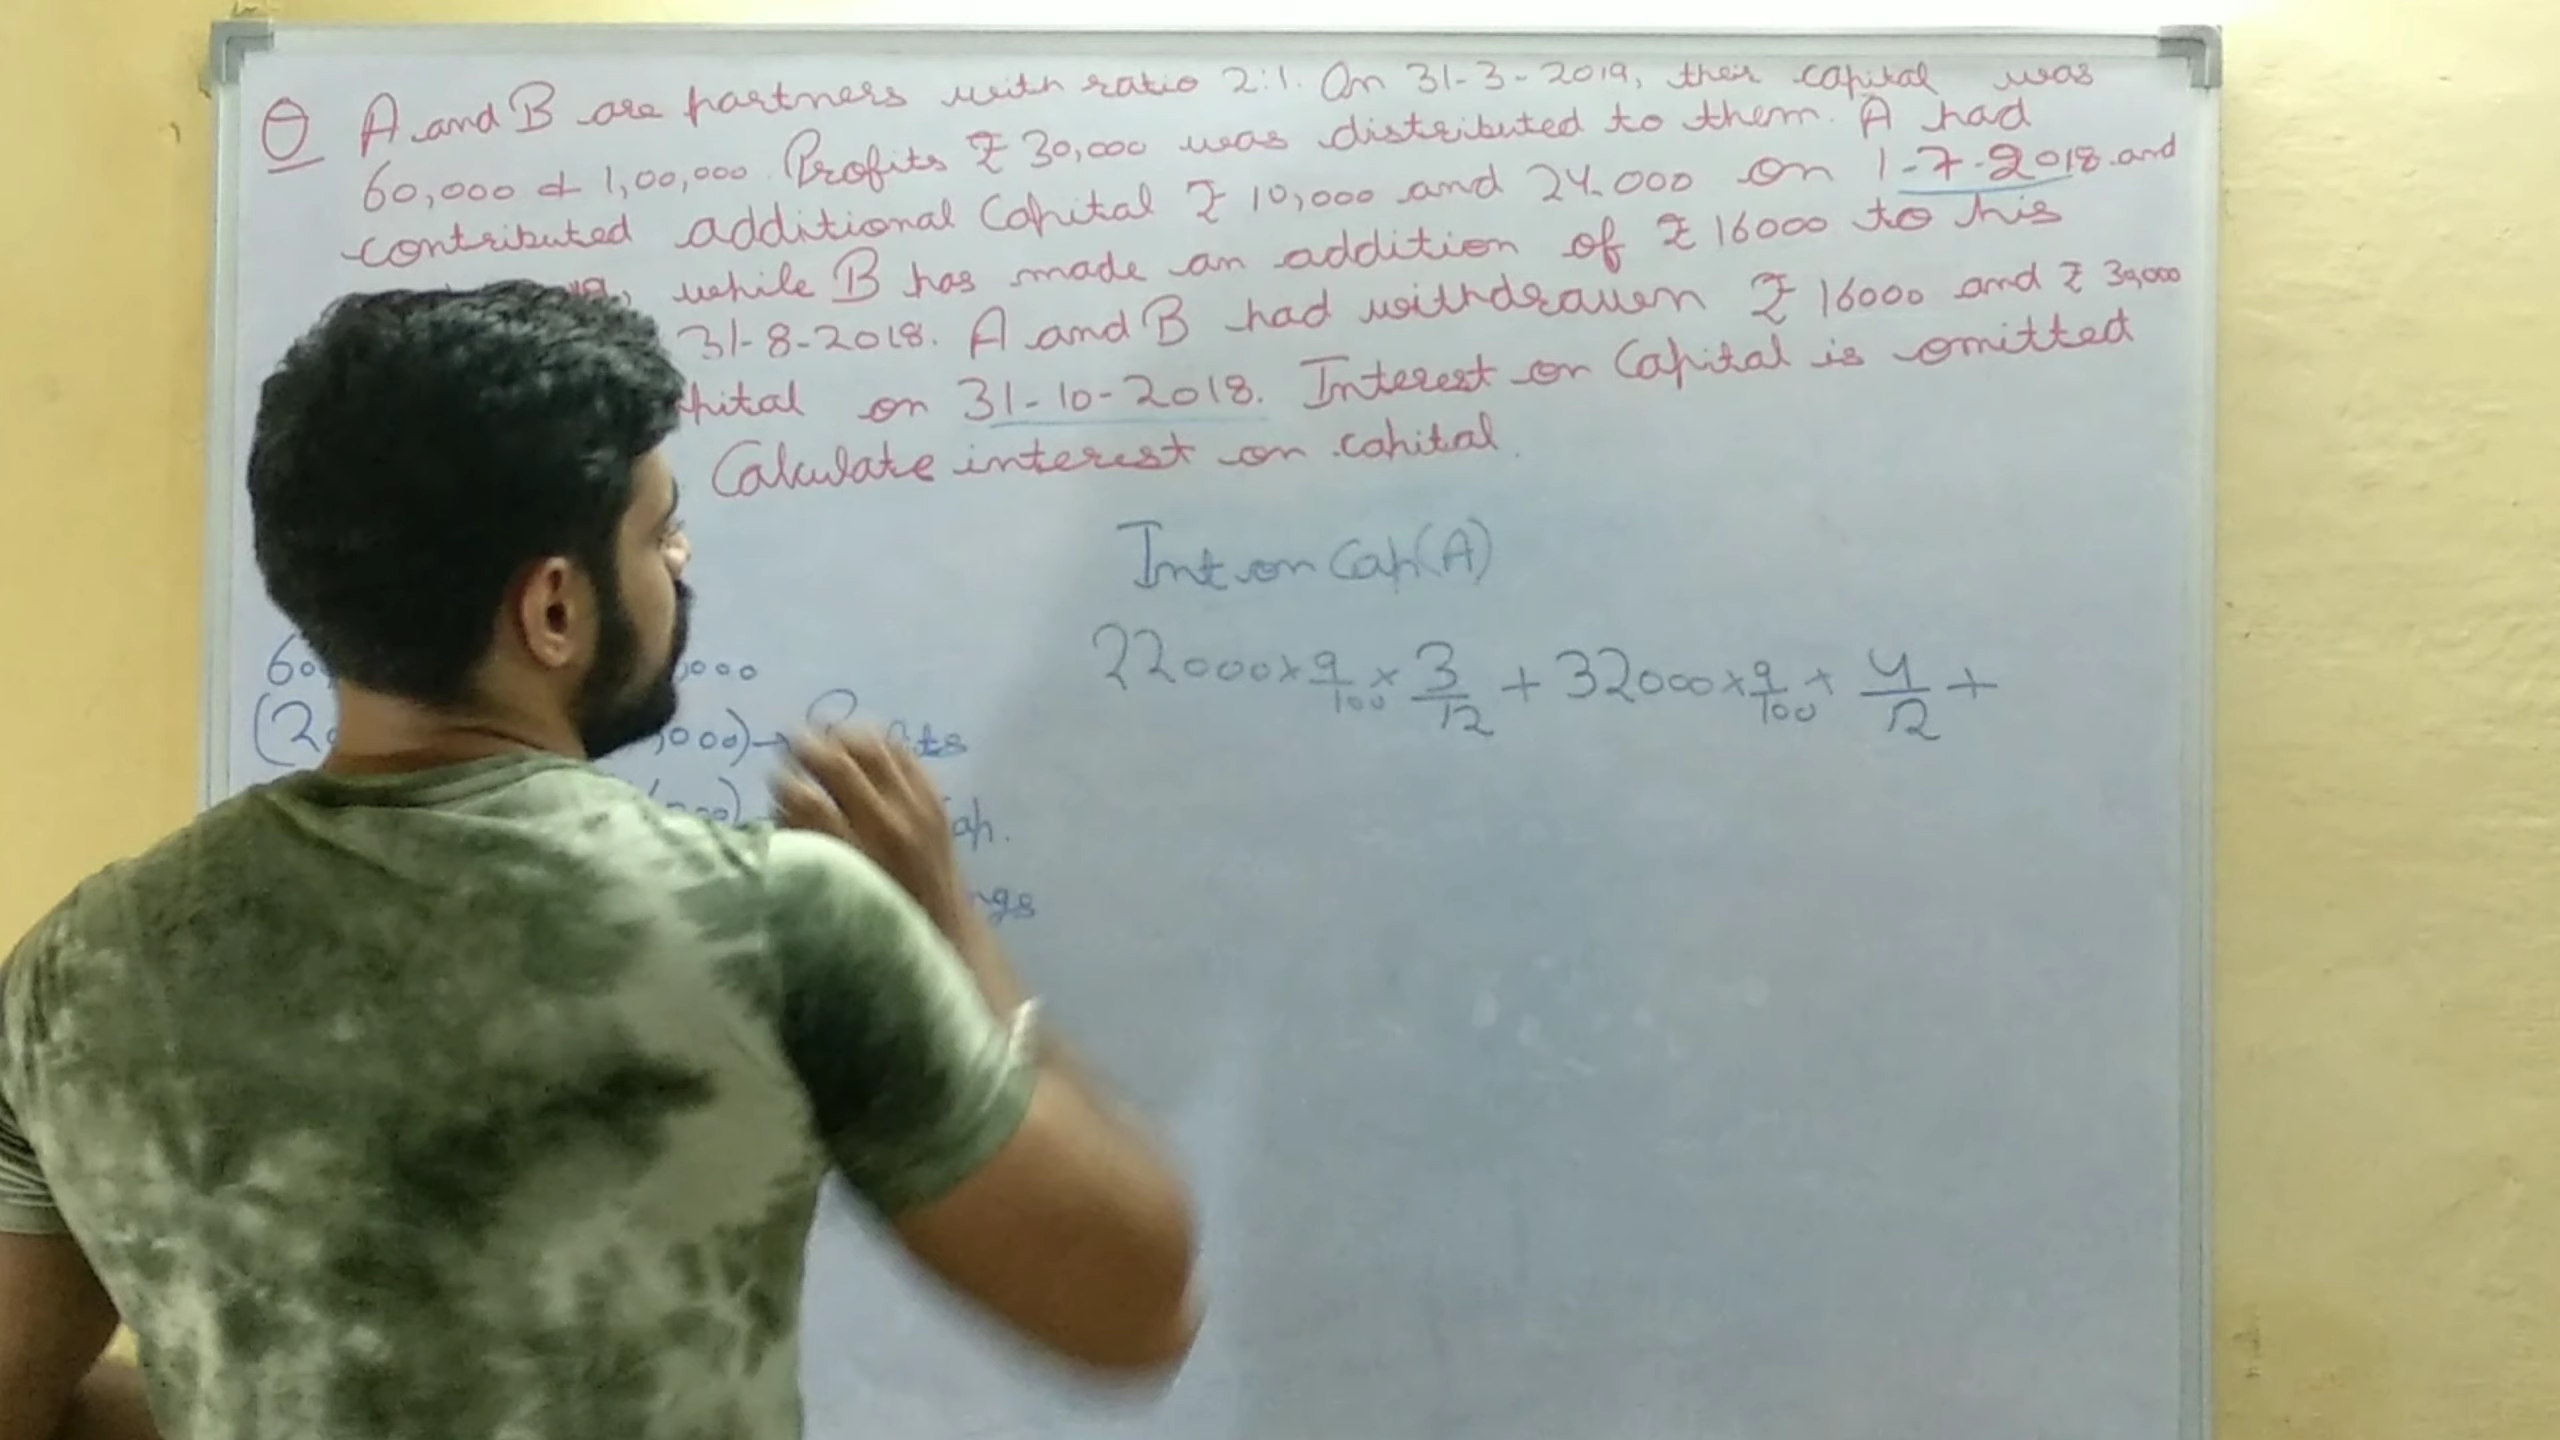 Q A and B are partners with ratio 2:1. On 31-3-2019, their capital was
60,000 & 1,00,000. Profits ₹ 30,000 was distributed to them. A had
contributed additional Capital ₹ 10,000 and 24.000 on 1-7-2018 and
while B has made an addition of ₹ 16000 to his
31-8-2018. A and B had withdrawn ₹ 16000 and ₹ 30,000
pital on 31-10-2018. Interest on Capital is omitted
Calculate interest on capital.
Int on Cap(A)
22000 x 9/100 x 3/12 + 32000 x 9/100 x 4/12 +
60 ,000
(20 ,000) →
ap.
ngs